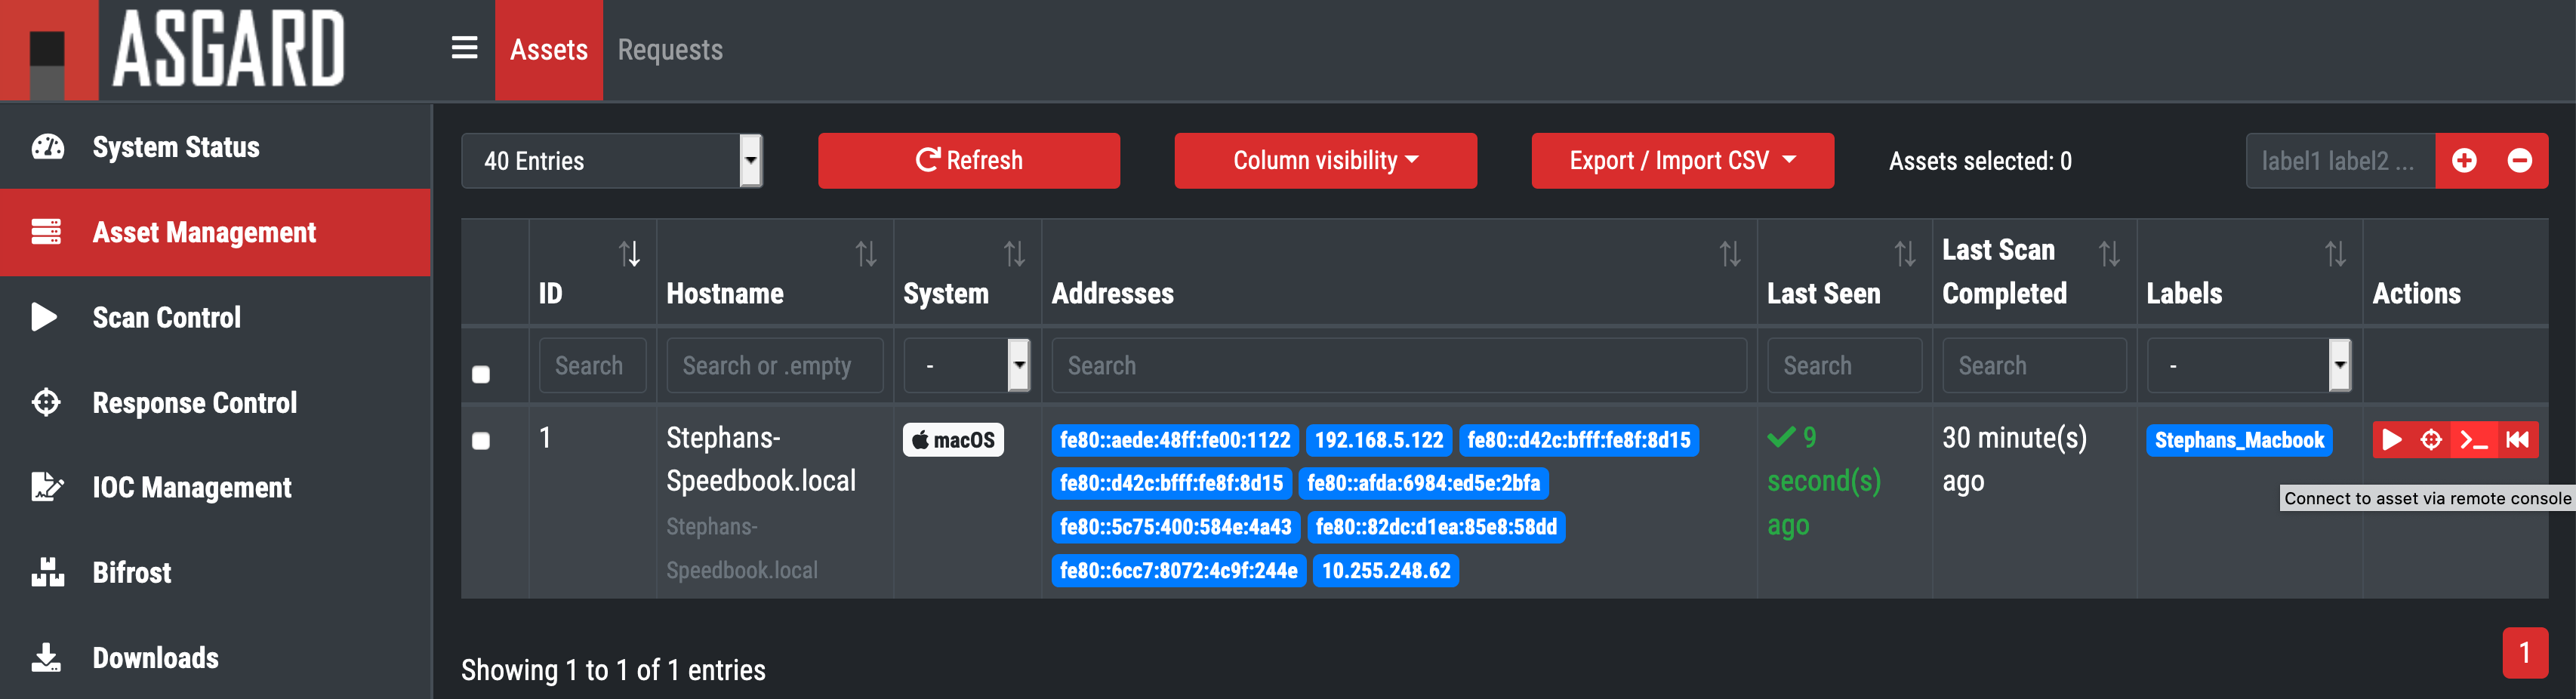 ASGARD
Assets
Requests
System Status
Asset Management
Scan Control
Response Control
IOC Management
Bifrost
Downloads
40 Entries
Refresh
Column visibility
Export / Import CSV
Assets selected: 0
label1 label2 ...
ID
Hostname
System
Addresses
Last Seen
Last Scan
Completed
Labels
Actions
Search
Search or .empty
-
Search
Search
Search
-
1
Stephans-
Speedbook.local
Stephans-
Speedbook.local
macOS
fe80::aede:48ff:fe00:1122 192.168.5.122 fe80::d42c:bfff:fe8f:8d15
fe80::d42c:bfff:fe8f:8d15 fe80::afda:6984:ed5e:2bfa
fe80::5c75:400:584e:4a43 fe80::82dc:d1ea:85e8:58dd
fe80::6cc7:8072:4c9f:244e 10.255.248.62
9
second(s)
ago
30 minute(s)
ago
Stephans_Macbook
Connect to asset via remote console
Showing 1 to 1 of 1 entries
1